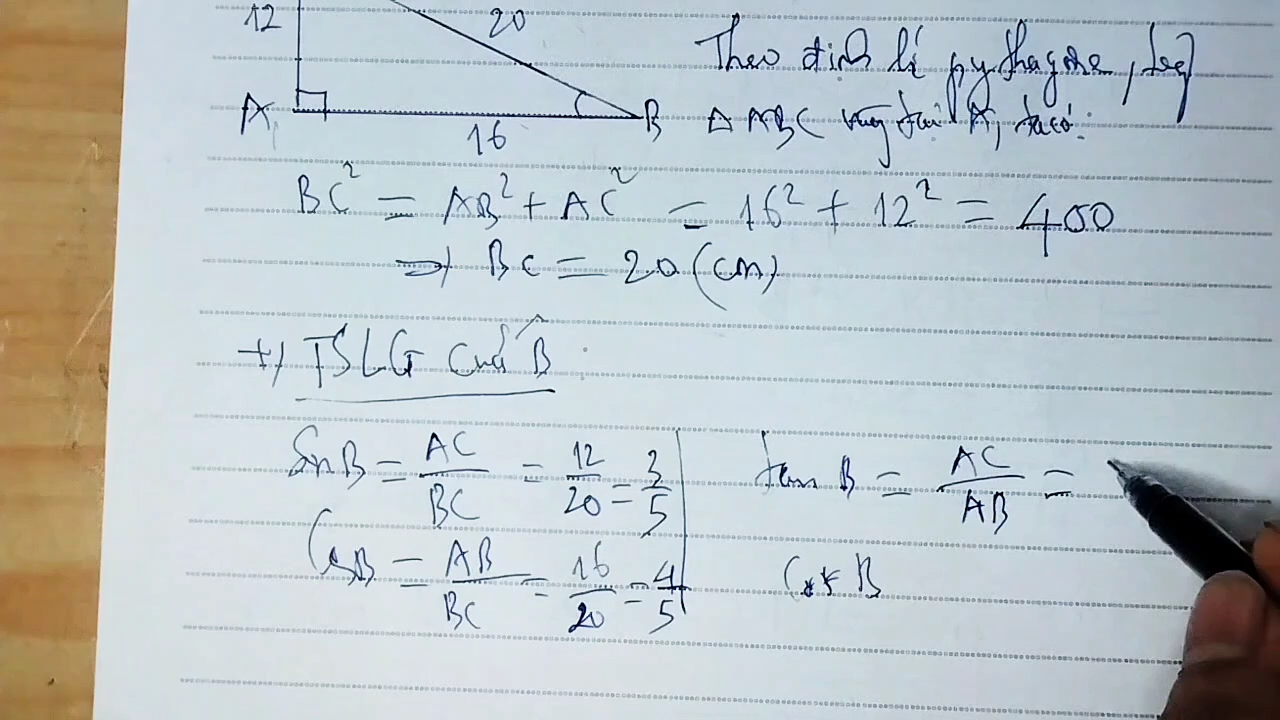 12
20
A
16
B
Theo định lí pythagore,
△ ABC vuông tại A, ta có:
BC² = AB² + AC² = 16² + 12² = 400
⇒ BC = 20 (cm)
+) TSLG của B̂ :
Sin B = AC/BC = 12/20 = 3/5
tan B = AC/AB =
Cos B = AB/BC = 16/20 = 4/5
Cot B